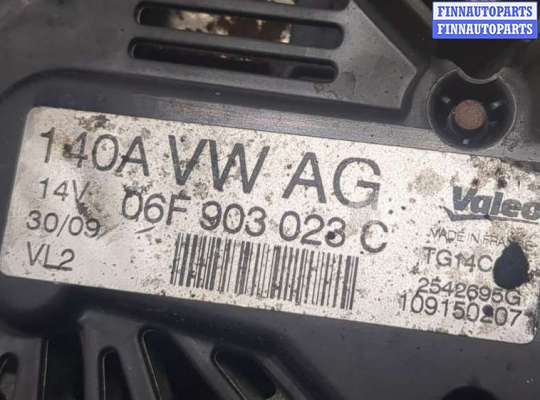 FINNAUTOPARTS
FINNAUTOPARTS
140A VW AG
14V 06F 903 023 C
30/09
VL2
Valeo
MADE IN FRANCE
TG14C
2542695G
109150207